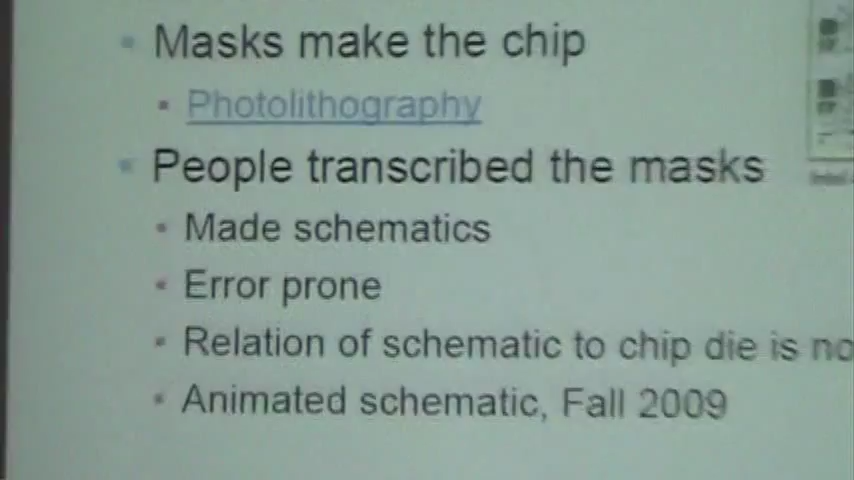 Masks make the chip
Photolithography
People transcribed the masks
Made schematics
Error prone
Relation of schematic to chip die is no
Animated schematic, Fall 2009